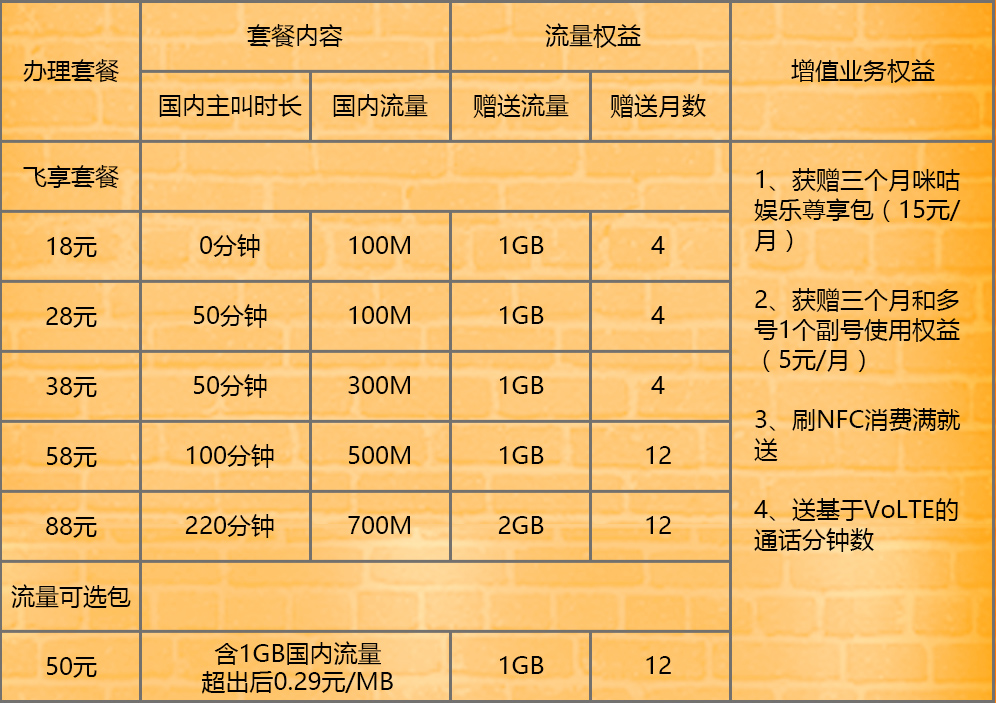 办理套餐
套餐内容
流量权益
增值业务权益
国内主叫时长
国内流量
赠送流量
赠送月数
飞享套餐
18元
0分钟
100M
1GB
4
28元
50分钟
100M
1GB
4
38元
50分钟
300M
1GB
4
58元
100分钟
500M
1GB
12
88元
220分钟
700M
2GB
12
流量可选包
50元
含1GB国内流量
超出后0.29元/MB
1GB
12
1、获赠三个月咪咕
娱乐尊享包（15元/
月）
2、获赠三个月和多
号1个副号使用权益
（5元/月）
3、刷NFC消费满就
送
4、送基于VoLTE的
通话分钟数